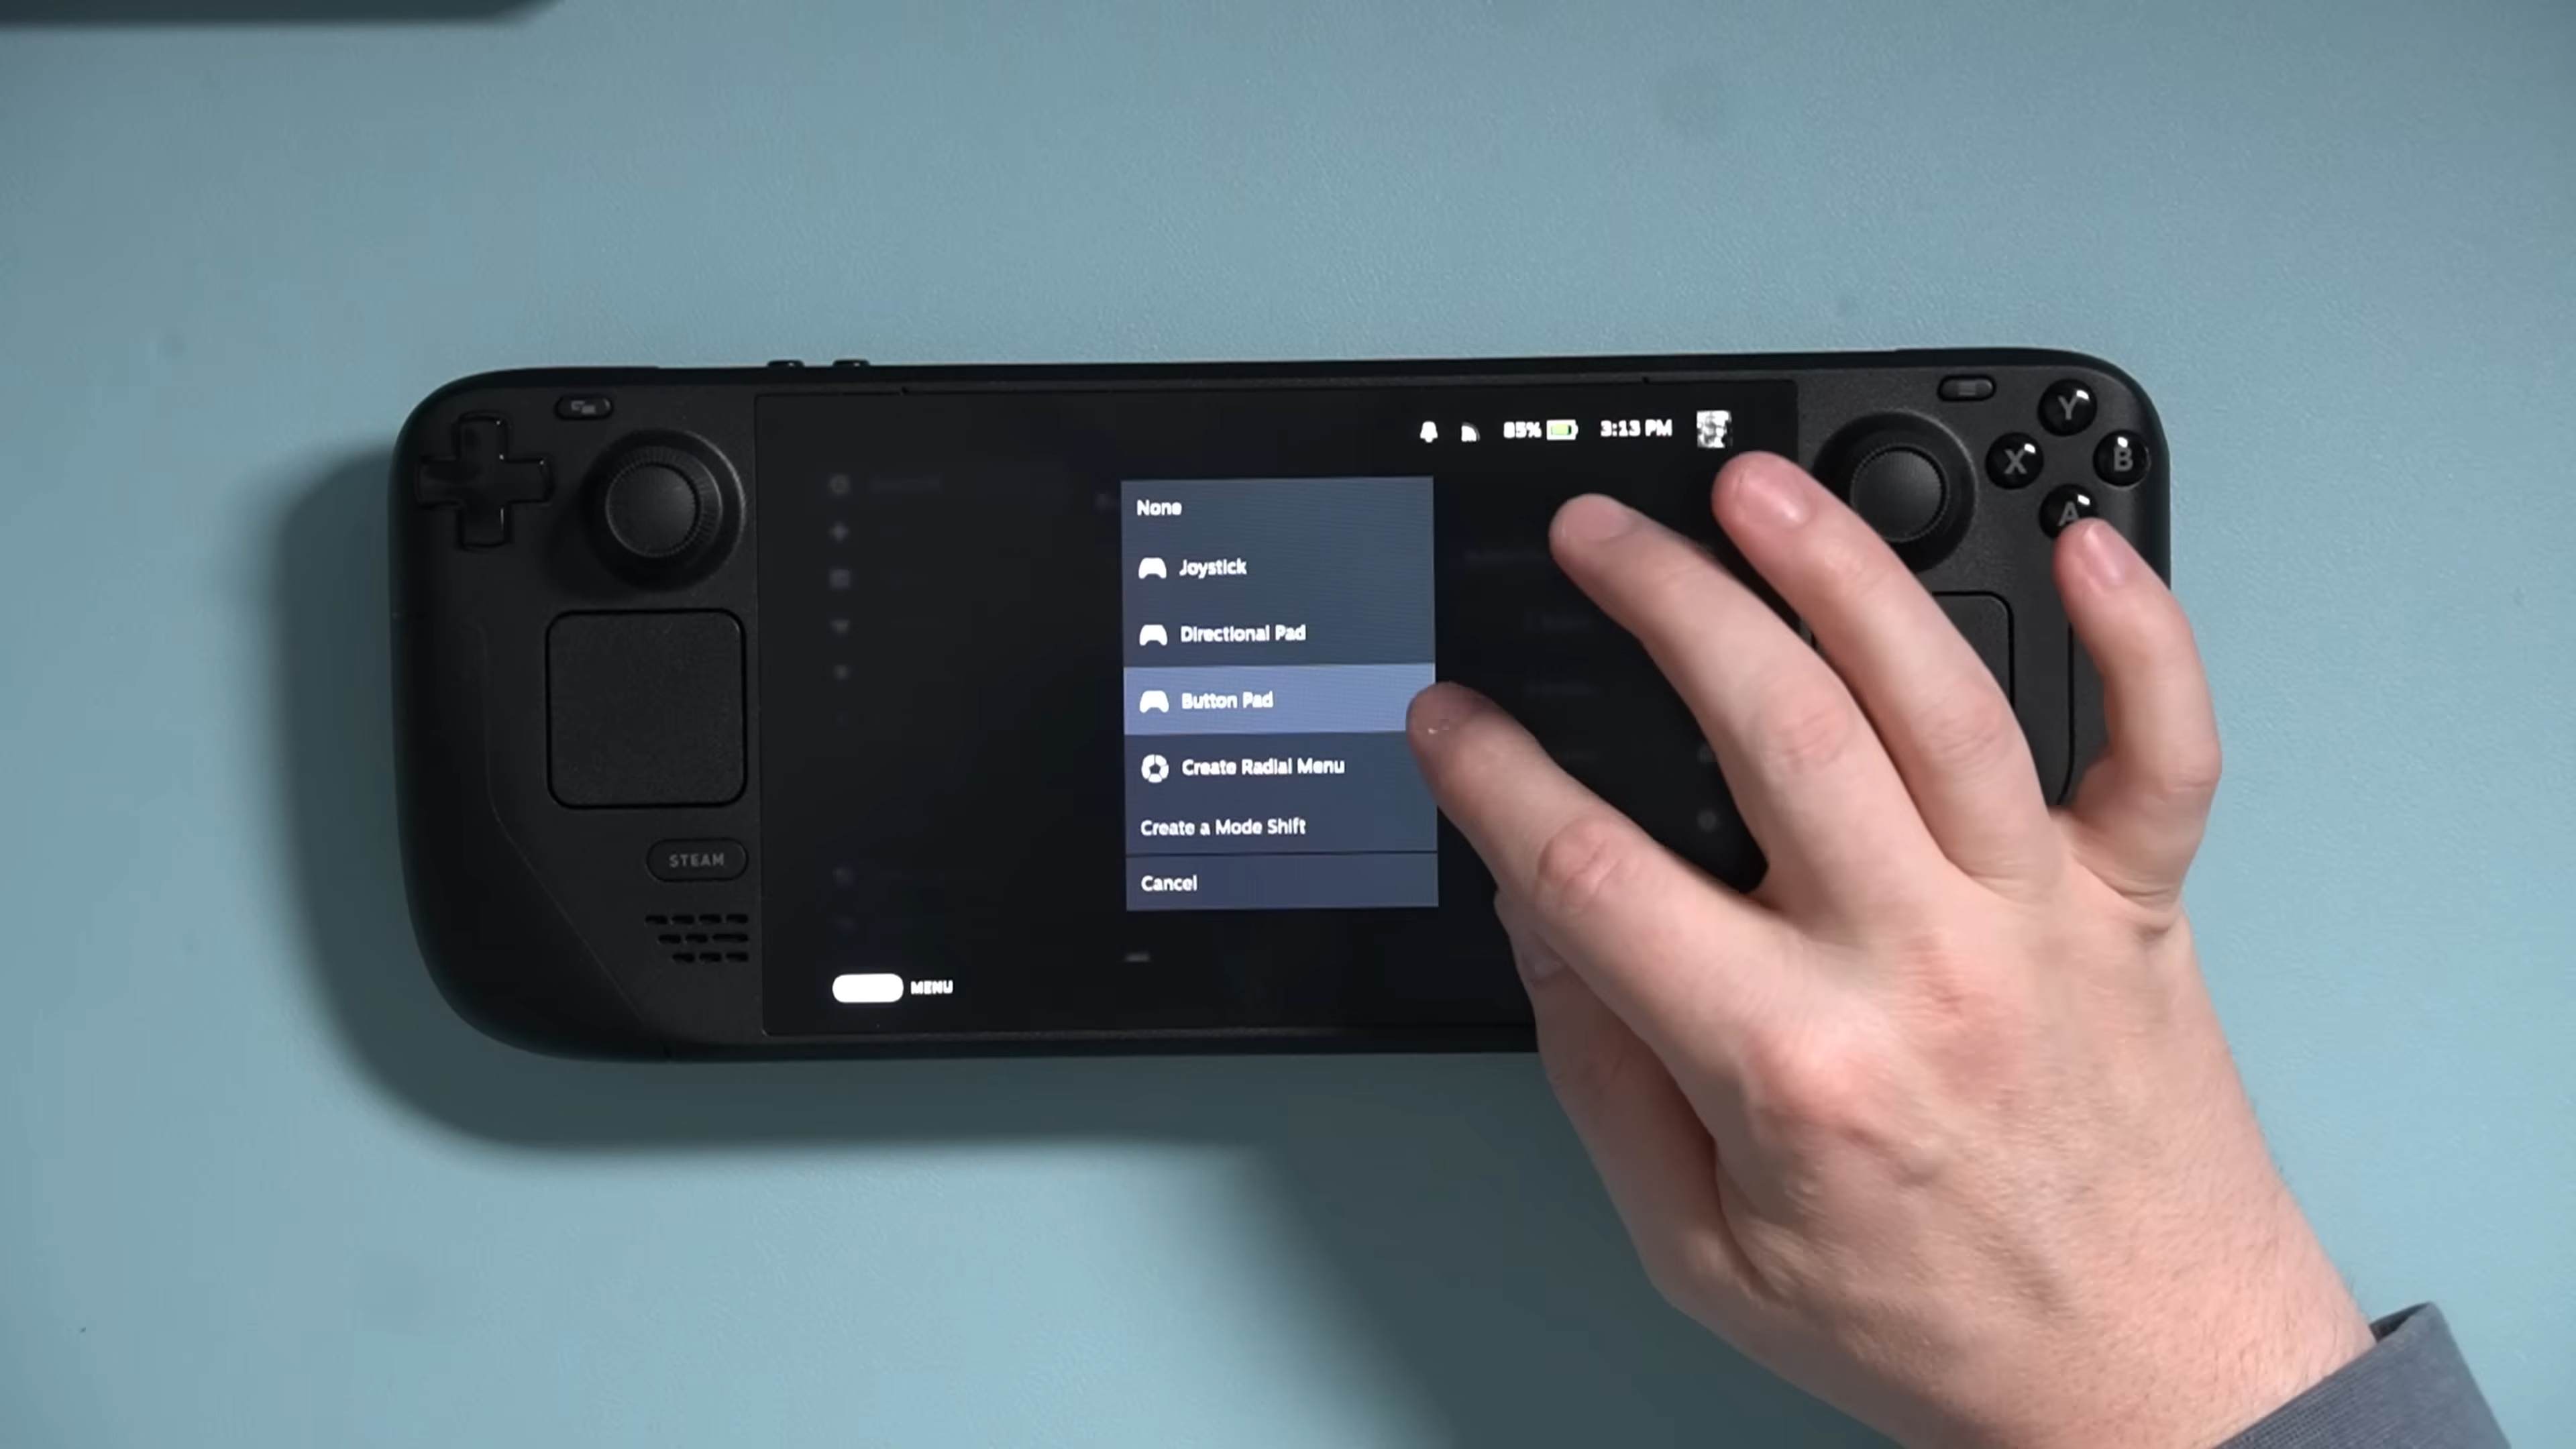 85% 3:13 PM
None
Joystick
Directional Pad
Button Pad
Create Radial Menu
Create a Mode Shift
Cancel
MENU
STEAM
Y
X
B
A